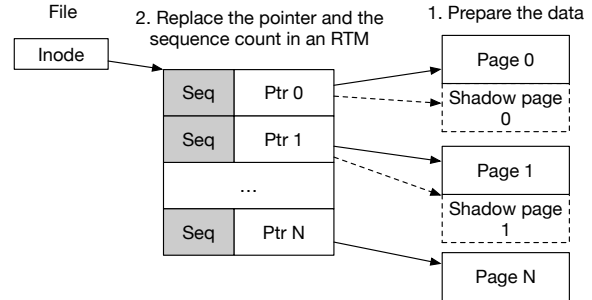 File
2. Replace the pointer and the
sequence count in an RTM
1. Prepare the data
Inode
Seq
Ptr 0
Seq
Ptr 1
...
Seq
Ptr N
Page 0
Shadow page
0
Page 1
Shadow page
1
Page N